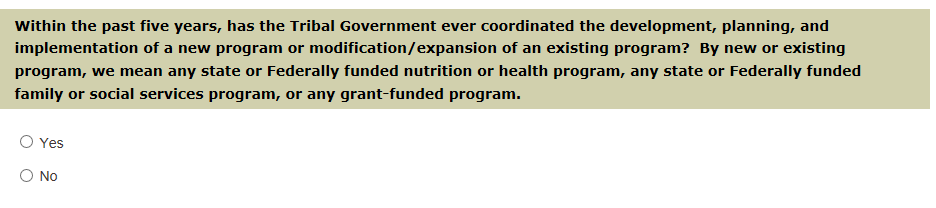 Within the past five years, has the Tribal Government ever coordinated the development, planning, and
implementation of a new program or modification/expansion of an existing program?  By new or existing
program, we mean any state or Federally funded nutrition or health program, any state or Federally funded
family or social services program, or any grant-funded program.
Yes
No